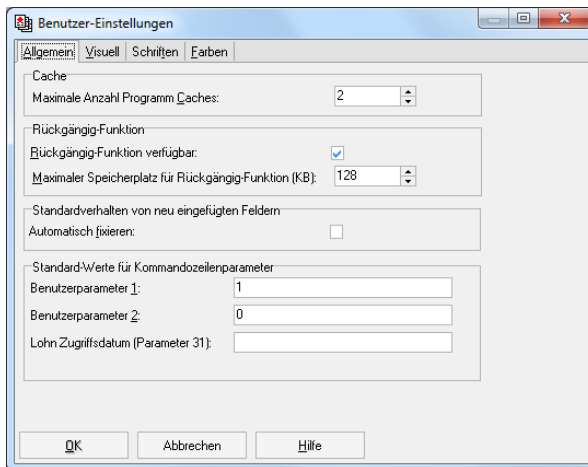 Benutzer-Einstellungen
Allgemein Visuell Schriften Farben
Cache
Maximale Anzahl Programm Caches: 2
Rückgängig-Funktion
Rückgängig-Funktion verfügbar:
Maximaler Speicherplatz für Rückgängig-Funktion (KB): 128
Standardverhalten von neu eingefügten Feldern
Automatisch fixieren:
Standard-Werte für Kommandozeilenparameter
Benutzerparameter 1: 1
Benutzerparameter 2: 0
Lohn Zugriffsdatum (Parameter 31):
OK Abbrechen Hilfe